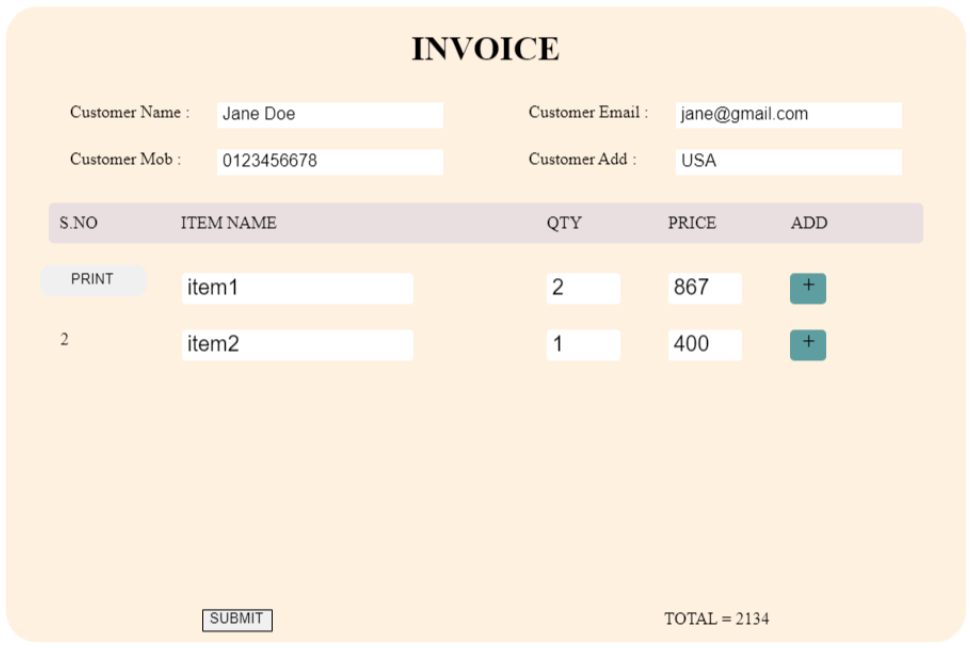 INVOICE
Customer Name : Jane Doe Customer Email : jane@gmail.com
Customer Mob : 0123456678 Customer Add : USA
S.NO ITEM NAME QTY PRICE ADD
PRINT item1 2 867 +
2 item2 1 400 +
SUBMIT TOTAL = 2134